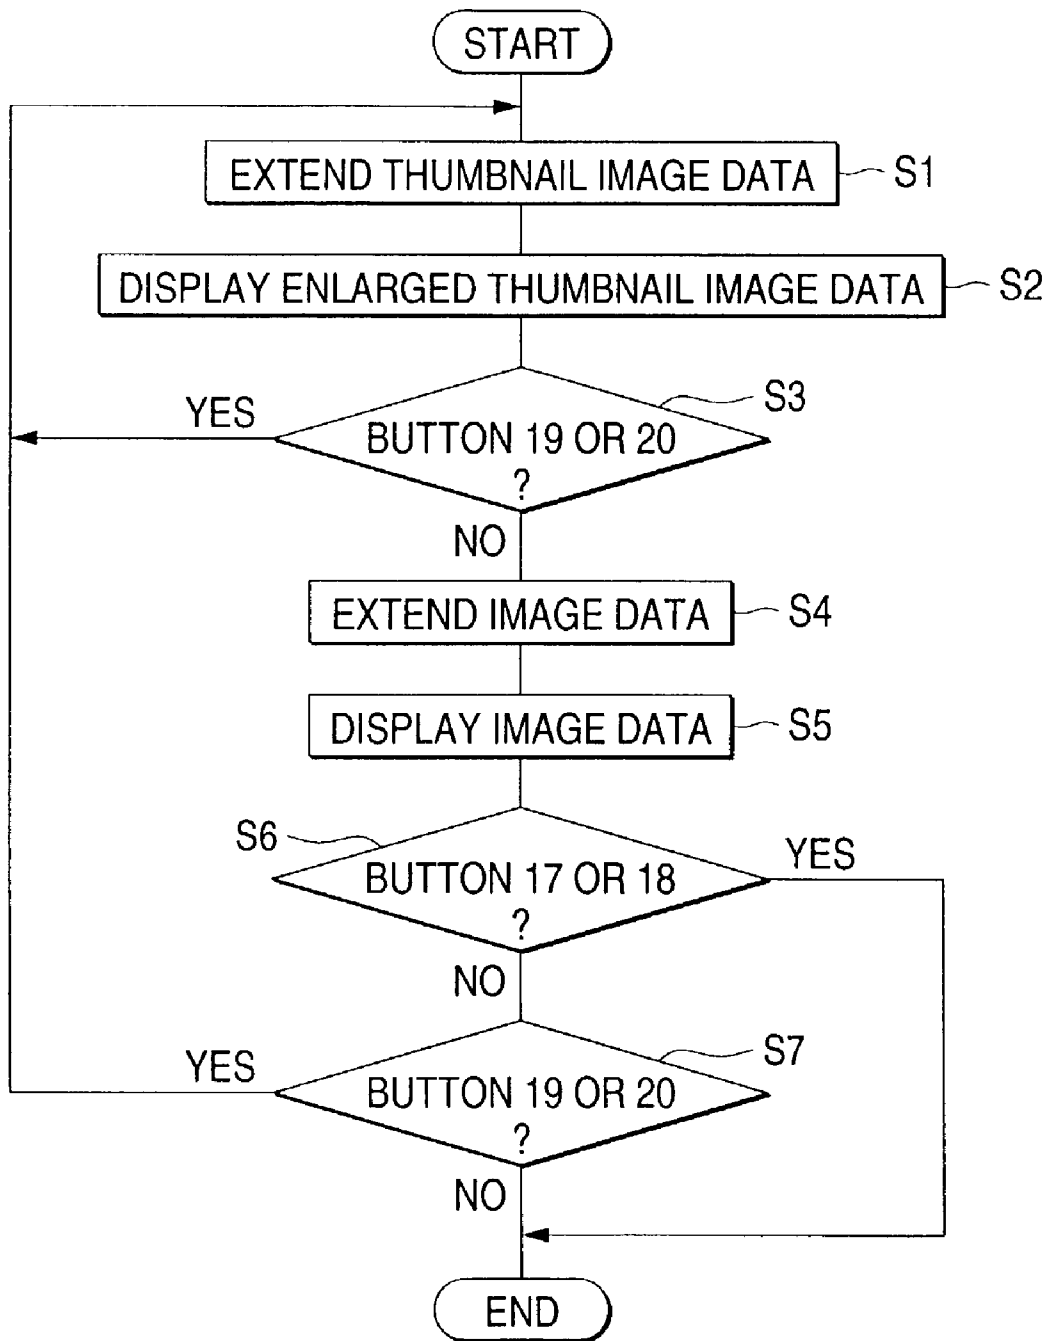 START
EXTEND THUMBNAIL IMAGE DATA
S1
DISPLAY ENLARGED THUMBNAIL IMAGE DATA
S2
S3
YES
BUTTON 19 OR 20
?
NO
EXTEND IMAGE DATA
S4
DISPLAY IMAGE DATA
S5
S6
YES
BUTTON 17 OR 18
?
NO
S7
YES
BUTTON 19 OR 20
?
NO
END